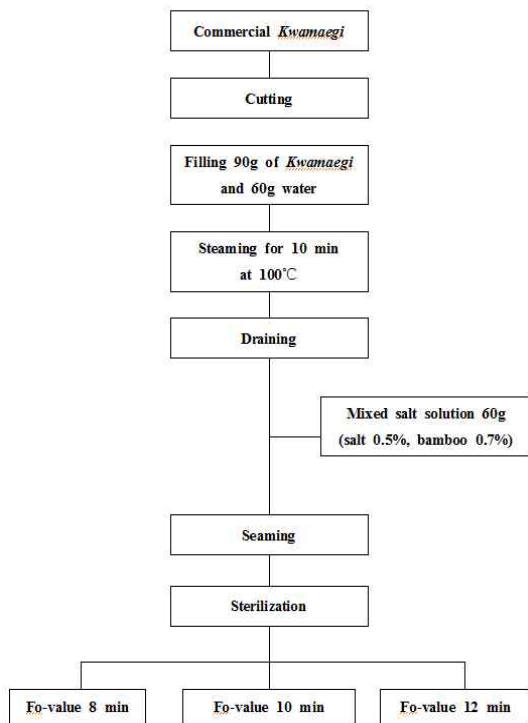 Commercial Kwamaegi
Cutting
Filling 90g of Kwamaegi
and 60g water
Steaming for 10 min
at 100℃
Draining
Mixed salt solution 60g
(salt 0.5%, bamboo 0.7%)
Seaming
Sterilization
Fo-value 8 min
Fo-value 10 min
Fo-value 12 min